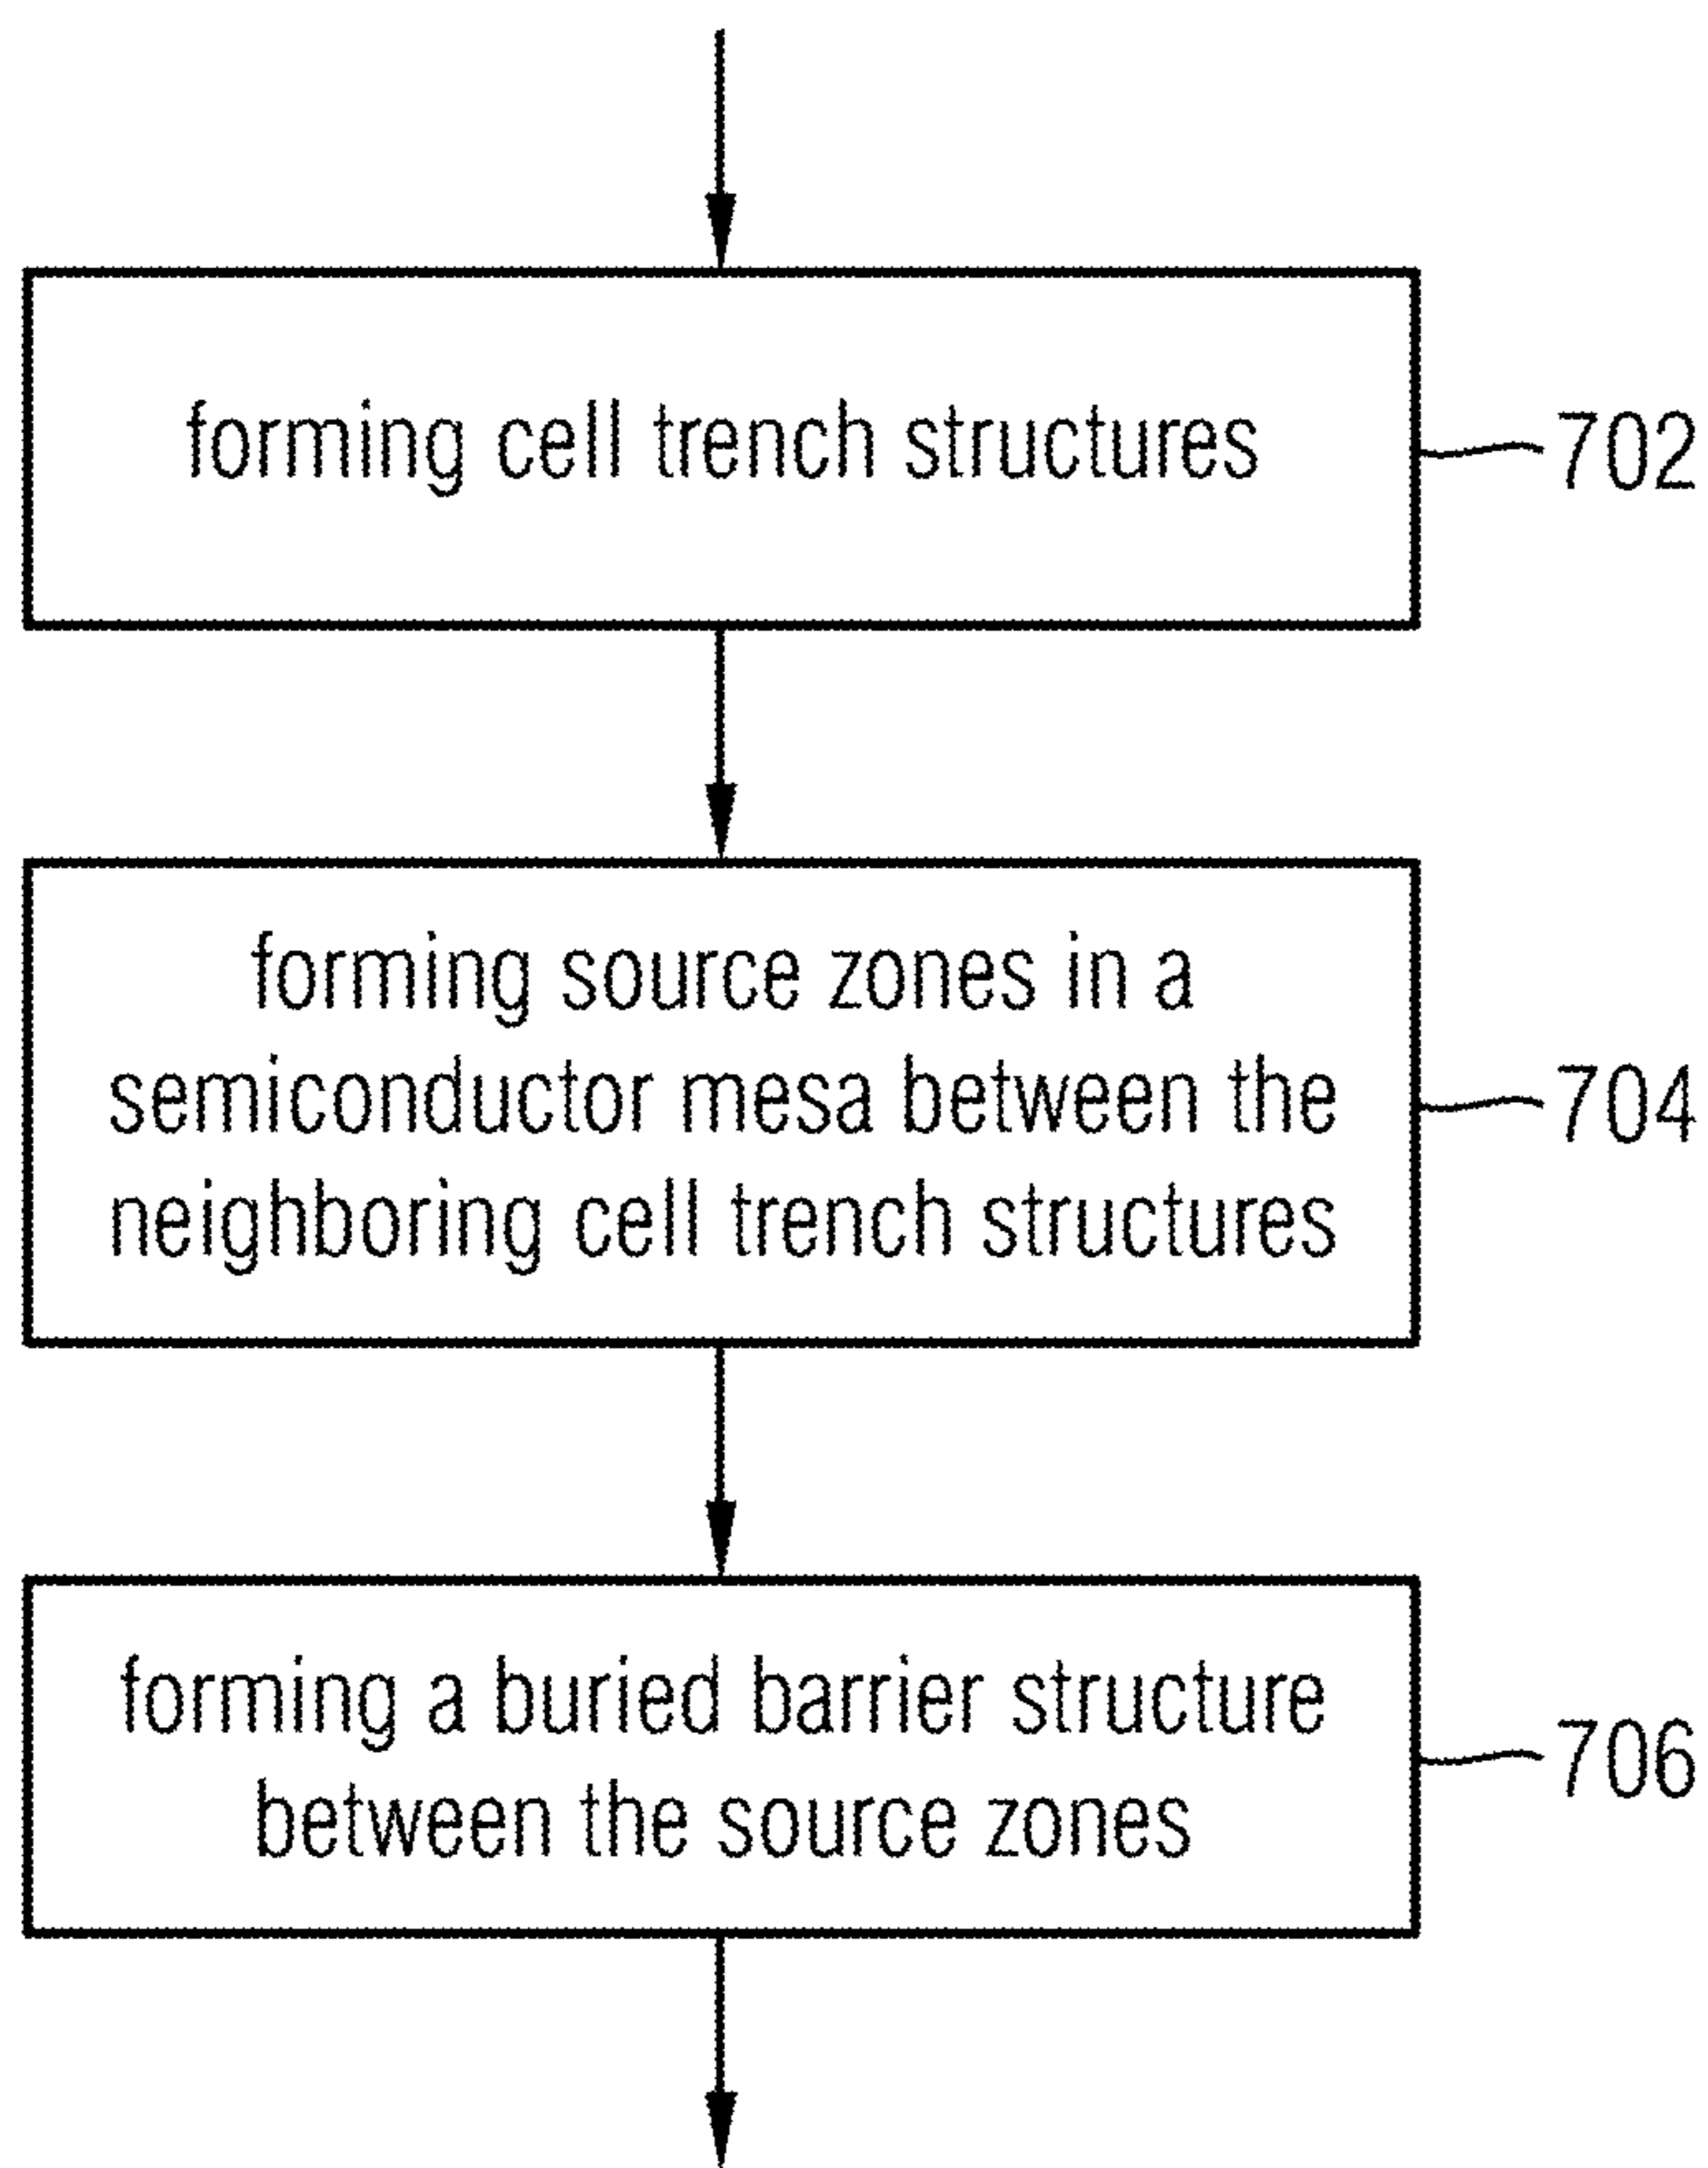 forming cell trench structures
702
forming source zones in a
semiconductor mesa between the
neighboring cell trench structures
704
forming a buried barrier structure
between the source zones
706